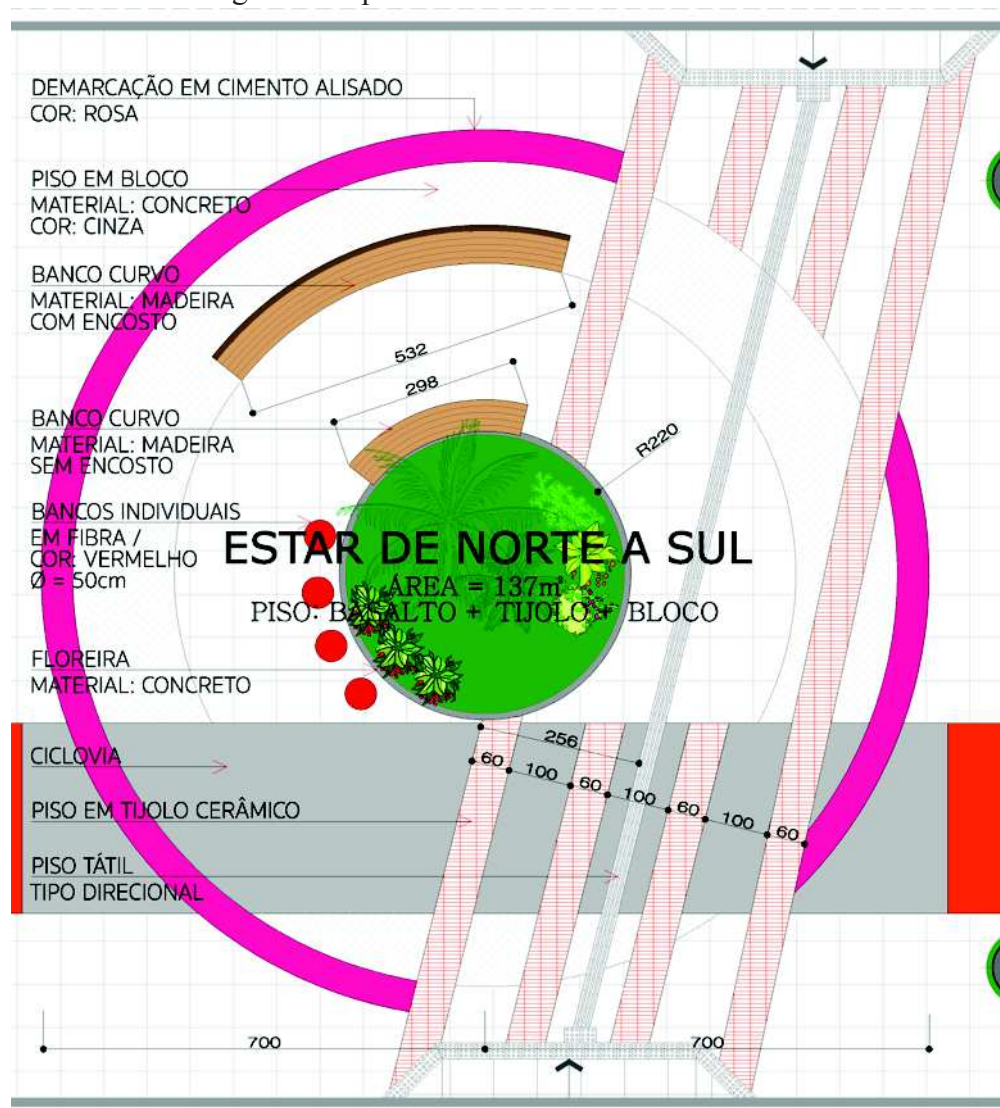 DEMARCAÇÃO EM CIMENTO ALISADO
COR: ROSA
PISO EM BLOCO
MATERIAL: CONCRETO
COR: CINZA
BANCO CURVO
MATERIAL: MADEIRA
COM ENCOSTO
532
298
BANCO CURVO
MATERIAL: MADEIRA
SEM ENCOSTO
R220
BANCOS INDIVIDUAIS
EM FIBRA /
COR: VERMELHO
Ø = 50cm
ESTAR DE NORTE A SUL
ÁREA = 137m²
PISO: BASALTO + TIJOLO + BLOCO
FLOREIRA
MATERIAL: CONCRETO
256
CICLOVIA
60 100 60 100 60 100 60
PISO EM TIJOLO CERÂMICO
PISO TÁTIL
TIPO DIRECIONAL
700 700